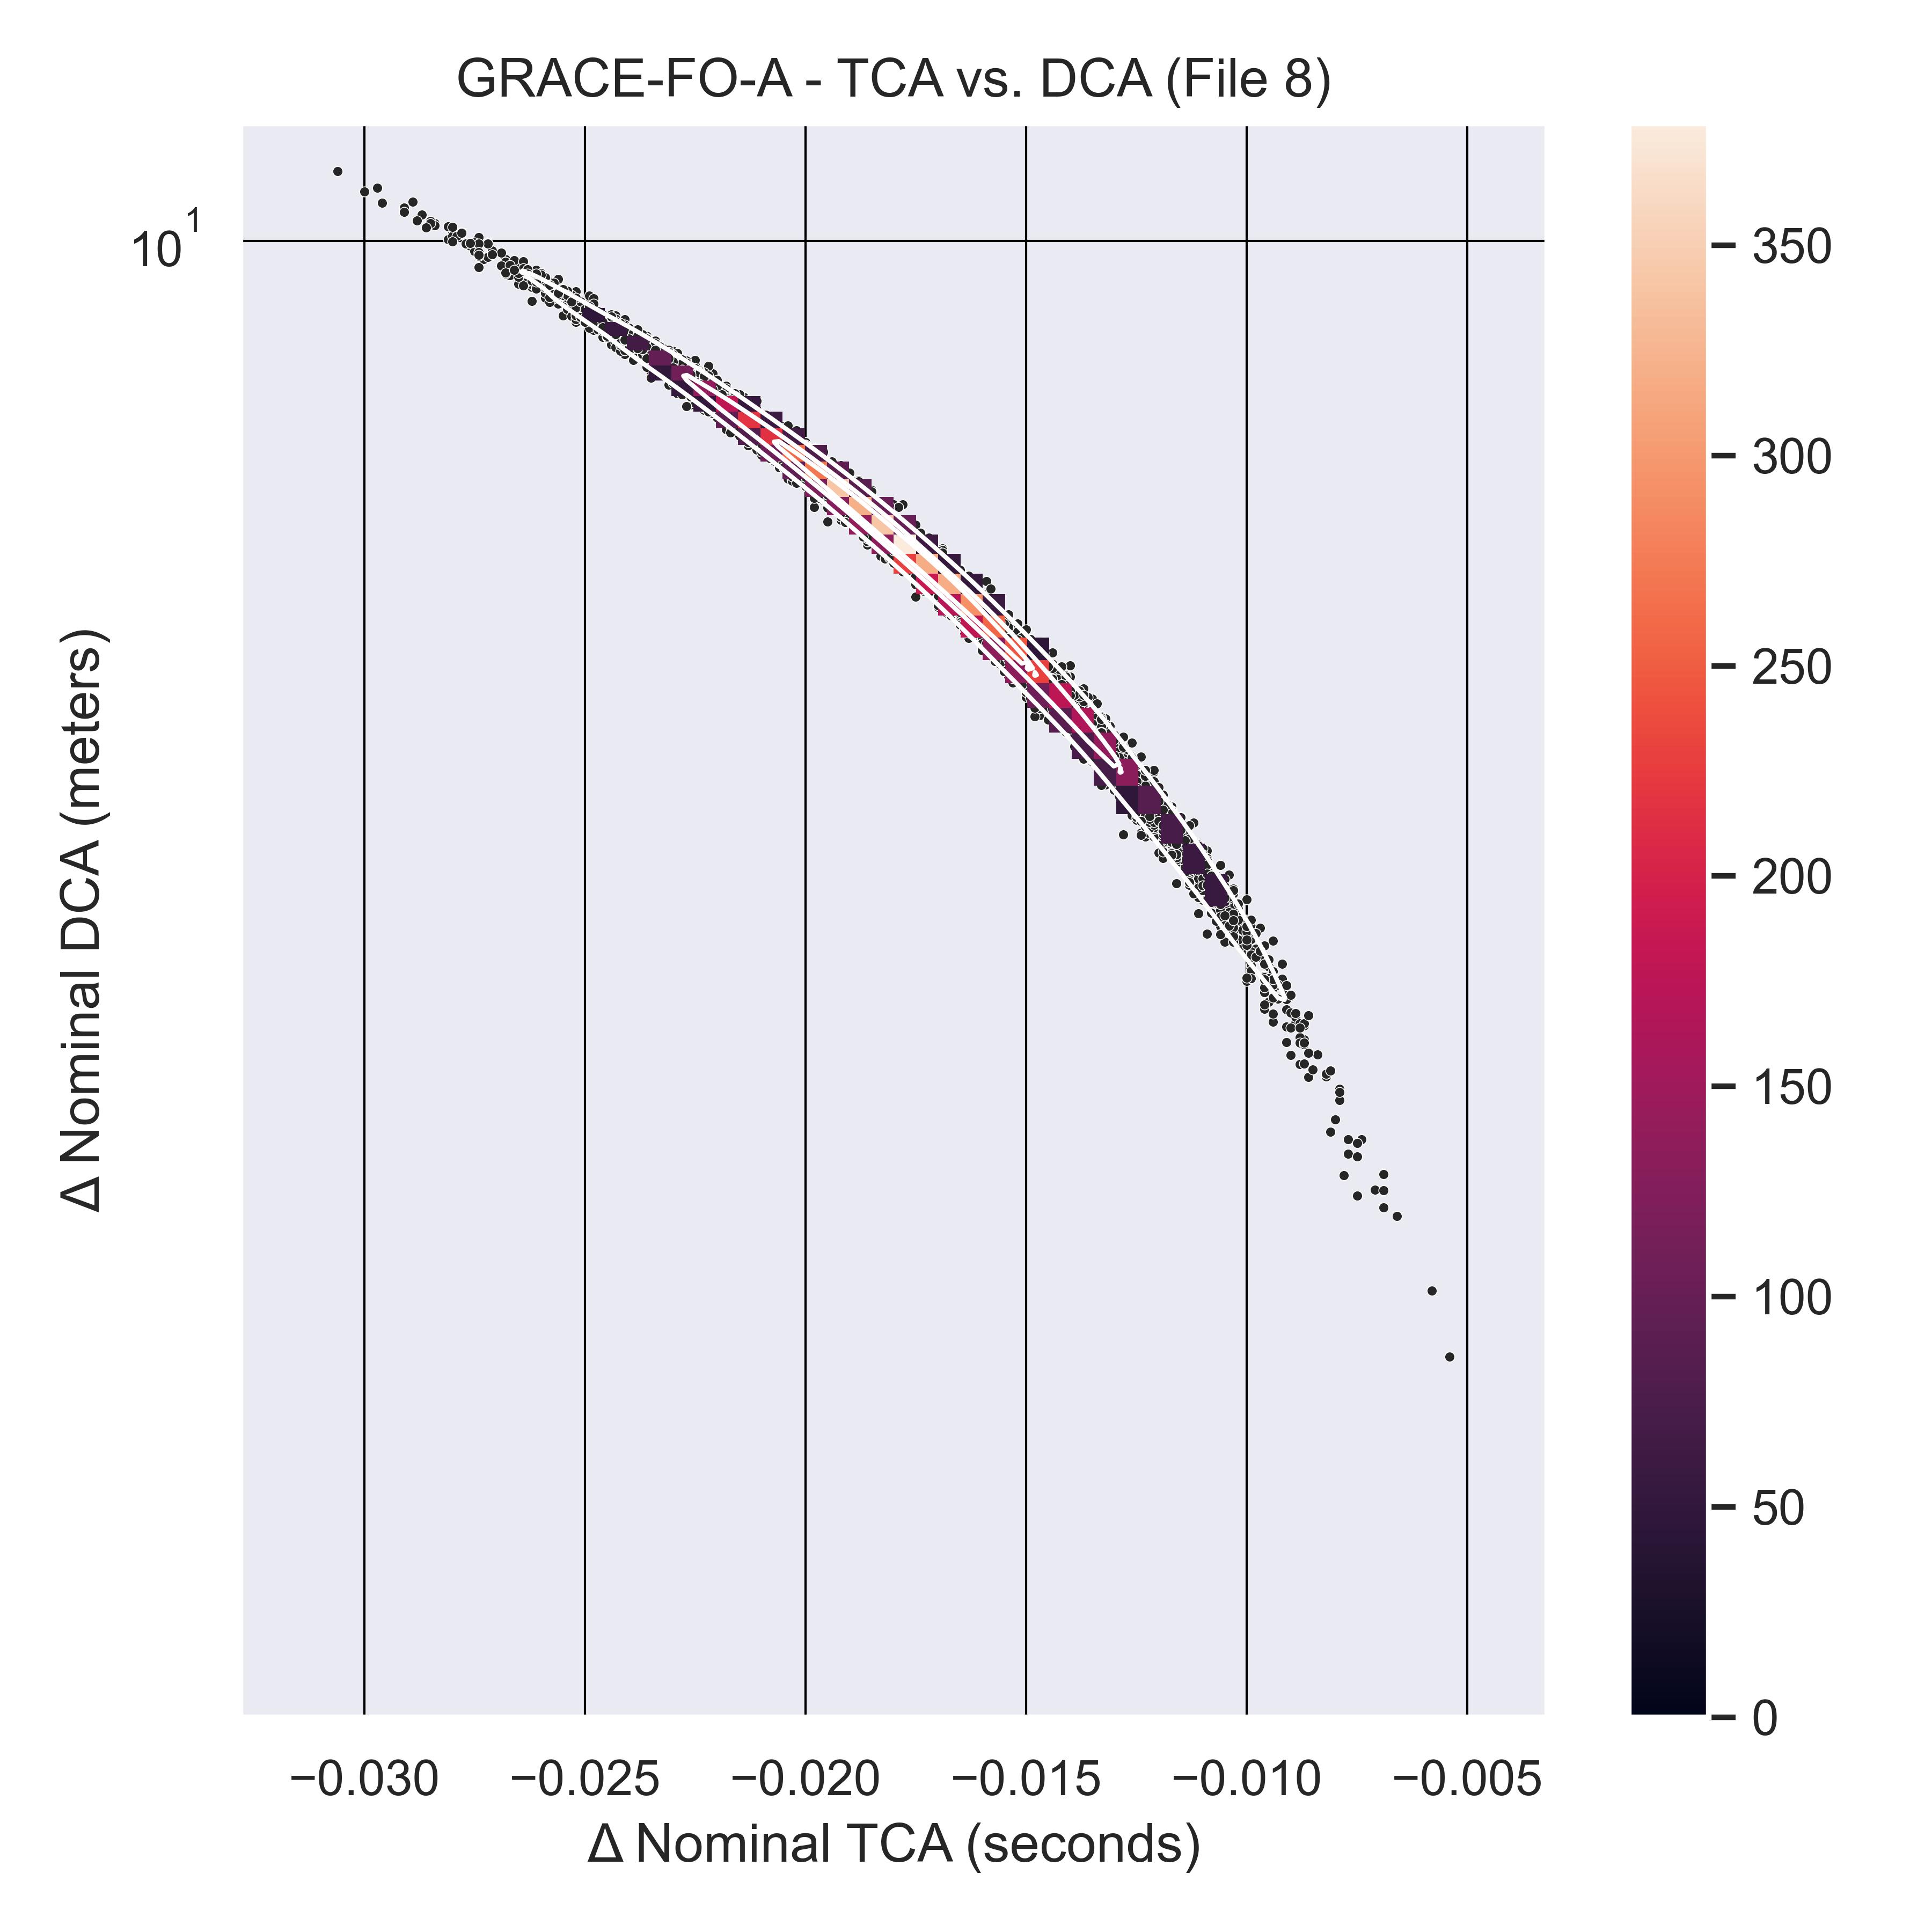 GRACE-FO-A - TCA vs. DCA (File 8)
10^1
Δ Nominal DCA (meters)
350
300
250
200
150
100
50
0
−0.030 −0.025 −0.020 −0.015 −0.010 −0.005
Δ Nominal TCA (seconds)